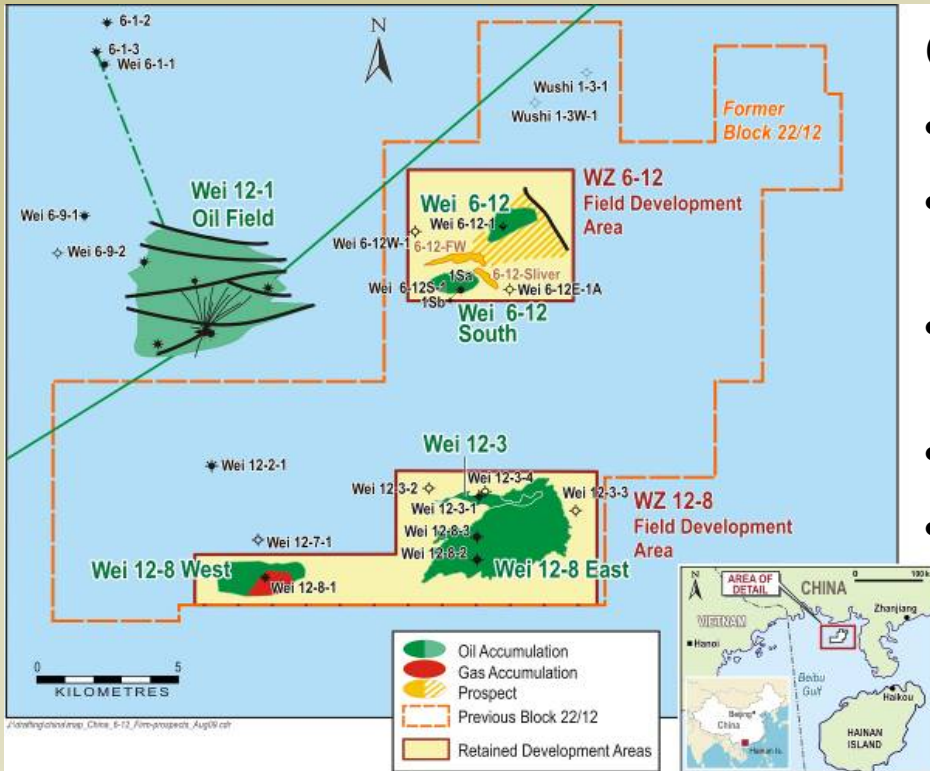 6-1-2
6-1-3
Wei 6-1-1
N
Wushi 1-3-1
Wushi 1-3W-1
Former
Block 22/12
Wei 12-1
Oil Field
Wei 6-9-1
Wei 6-9-2
WZ 6-12
Field Development
Area
Wei 6-12
Wei 6-12-1
Wei 6-12W-1
6-12-FW
1Sa
6-12-Sliver
Wei 6-12S-1
1Sb
Wei 6-12E-1A
Wei 6-12
South
Wei 12-2-1
Wei 12-3
Wei 12-3-2
Wei 12-3-4
Wei 12-3-3
Wei 12-3-1
WZ 12-8
Field Development
Area
Wei 12-8-3
Wei 12-8-2
Wei 12-7-1
Wei 12-8 West
Wei 12-8 East
Wei 12-8-1
0 5
KILOMETRES
Oil Accumulation
Gas Accumulation
Prospect
Previous Block 22/12
Retained Development Areas
N
AREA OF
DETAIL
0 100 k
CHINA
VIETNAM
Zhanjiang
Hanoi
Beibu
Gulf
Haikou
HAINAN
ISLAND
Beijing
China
Hainan Is.
(
•
•
•
•
•